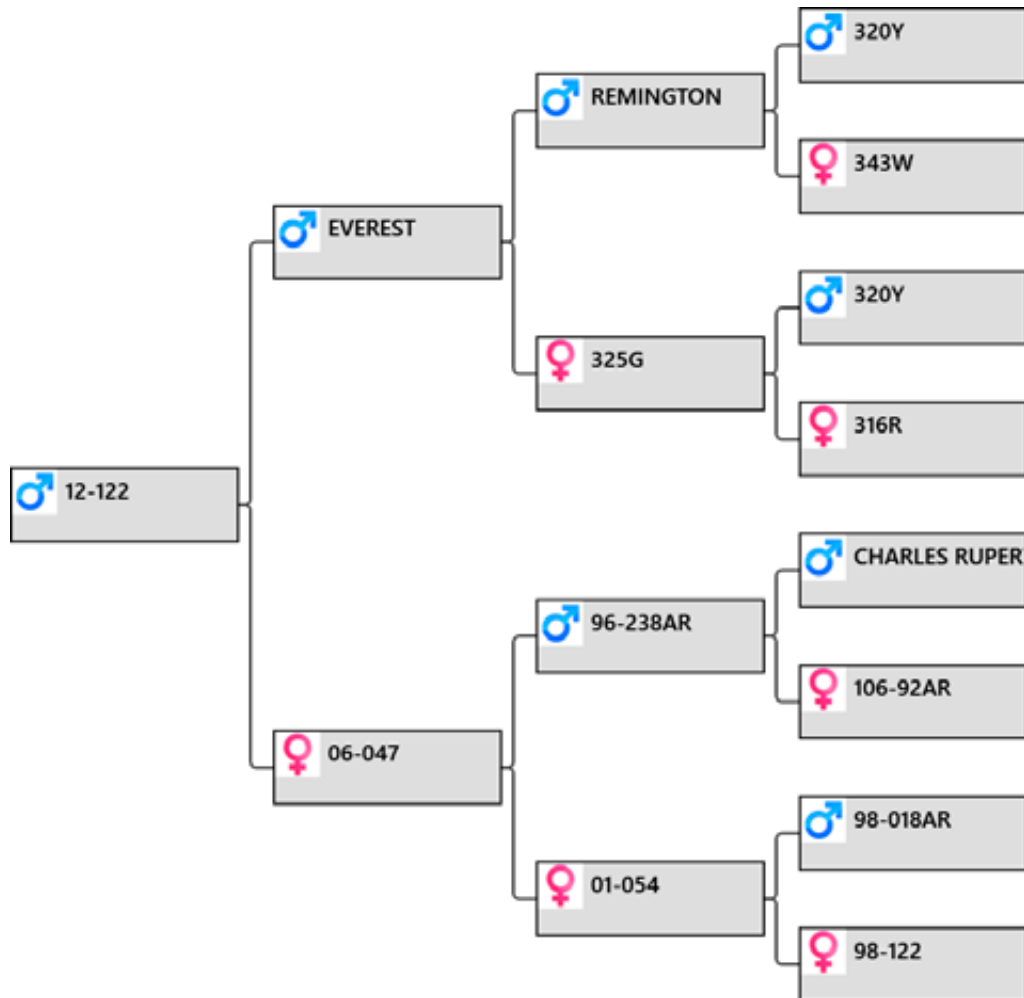 320Y
REMINGTON
343W
EVEREST
320Y
325G
316R
12-122
CHARLES RUPER
96-238AR
106-92AR
06-047
98-018AR
01-054
98-122